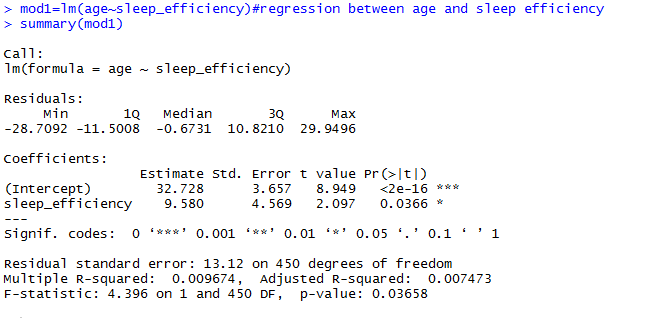 > mod1=lm(age~sleep_efficiency)#regression between age and sleep efficiency
> summary(mod1)
Call:
lm(formula = age ~ sleep_efficiency)
Residuals:
     Min       1Q   Median       3Q      Max
-28.7092 -11.5008  -0.6731  10.8210  29.9496
Coefficients:
                 Estimate Std. Error t value Pr(>|t|)
(Intercept)        32.728      3.657   8.949   <2e-16 ***
sleep_efficiency    9.580      4.569   2.097   0.0366 *
---
Signif. codes:  0 ‘***’ 0.001 ‘**’ 0.01 ‘*’ 0.05 ‘.’ 0.1 ‘ ’ 1
Residual standard error: 13.12 on 450 degrees of freedom
Multiple R-squared:  0.009674,	Adjusted R-squared:  0.007473
F-statistic: 4.396 on 1 and 450 DF,  p-value: 0.03658